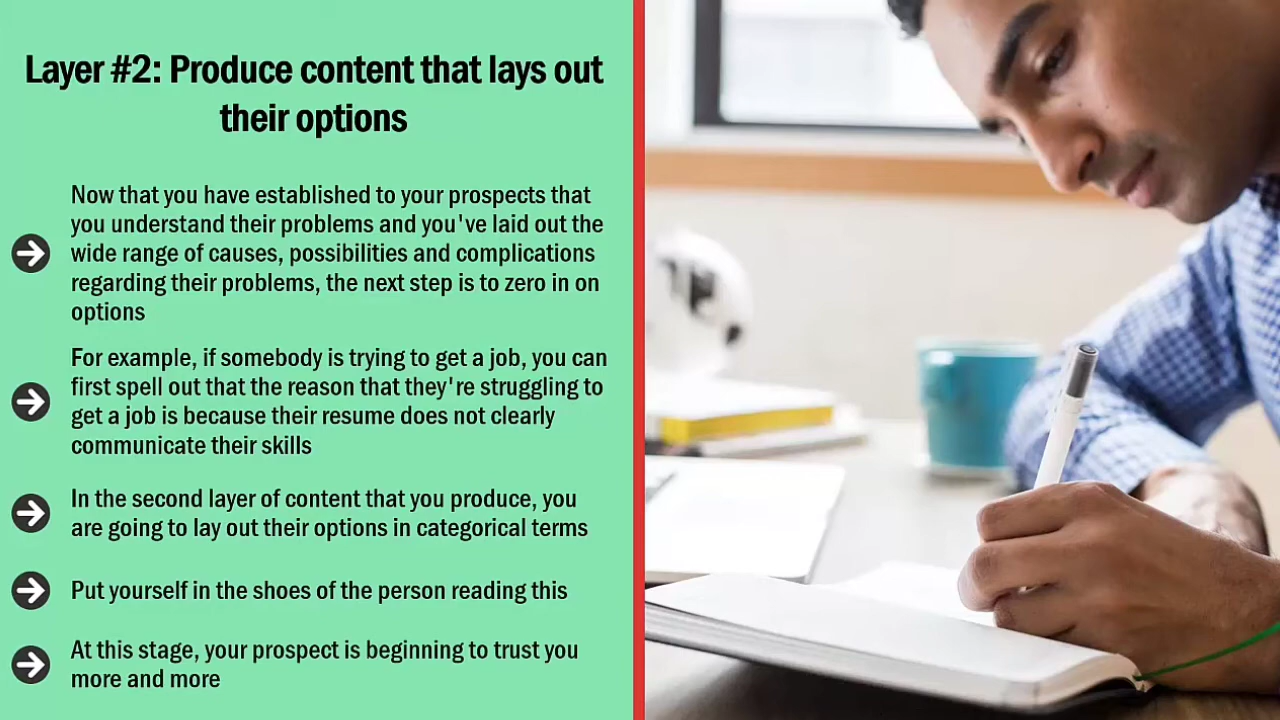 Layer #2: Produce content that lays out
their options
Now that you have established to your prospects that
you understand their problems and you've laid out the
wide range of causes, possibilities and complications
regarding their problems, the next step is to zero in on
options
For example, if somebody is trying to get a job, you can
first spell out that the reason that they're struggling to
get a job is because their resume does not clearly
communicate their skills
In the second layer of content that you produce, you
are going to lay out their options in categorical terms
Put yourself in the shoes of the person reading this
At this stage, your prospect is beginning to trust you
more and more